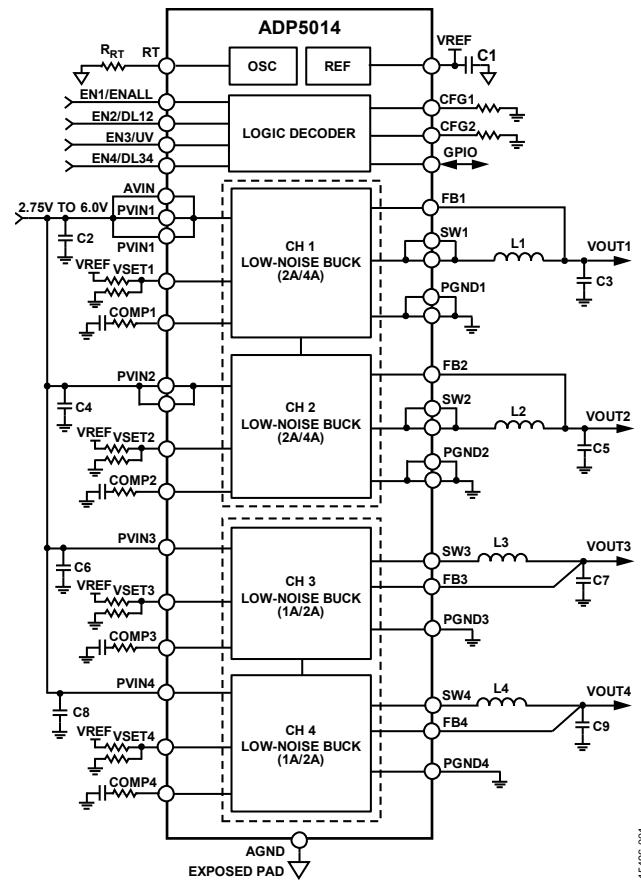 ADP5014
RRT
RT
OSC
REF
VREF
C1
EN1/ENALL
EN2/DL12
EN3/UV
EN4/DL34
LOGIC DECODER
CFG1
CFG2
GPIO
2.75V TO 6.0V
AVIN
PVIN1
PVIN1
C2
VREF
VSET1
COMP1
CH 1
LOW-NOISE BUCK
(2A/4A)
FB1
SW1
L1
VOUT1
C3
PGND1
PVIN2
C4
VREF
VSET2
COMP2
CH 2
LOW-NOISE BUCK
(2A/4A)
FB2
SW2
L2
VOUT2
C5
PGND2
PVIN3
C6
VREF
VSET3
COMP3
CH 3
LOW-NOISE BUCK
(1A/2A)
SW3
L3
VOUT3
FB3
C7
PGND3
PVIN4
C8
VREF
VSET4
COMP4
CH 4
LOW-NOISE BUCK
(1A/2A)
SW4
L4
VOUT4
FB4
C9
PGND4
AGND
EXPOSED PAD